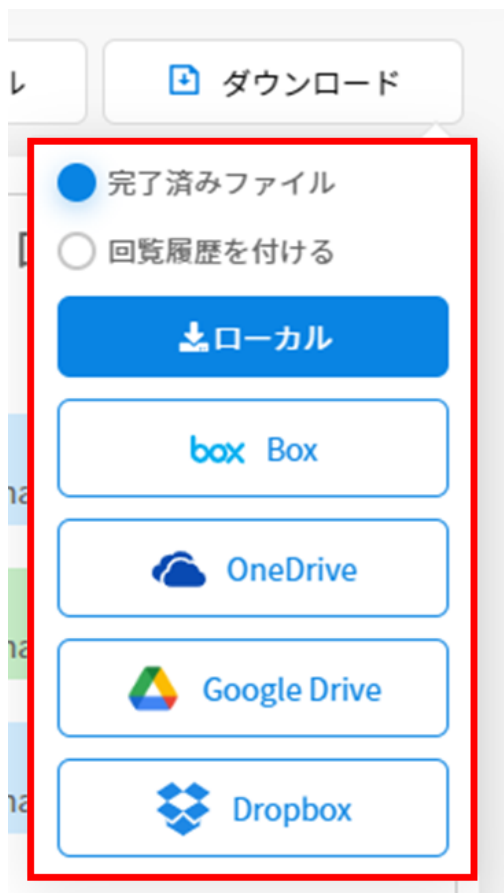 ル
ダウンロード
完了済みファイル
回覧履歴を付ける
ローカル
box Box
OneDrive
Google Drive
Dropbox